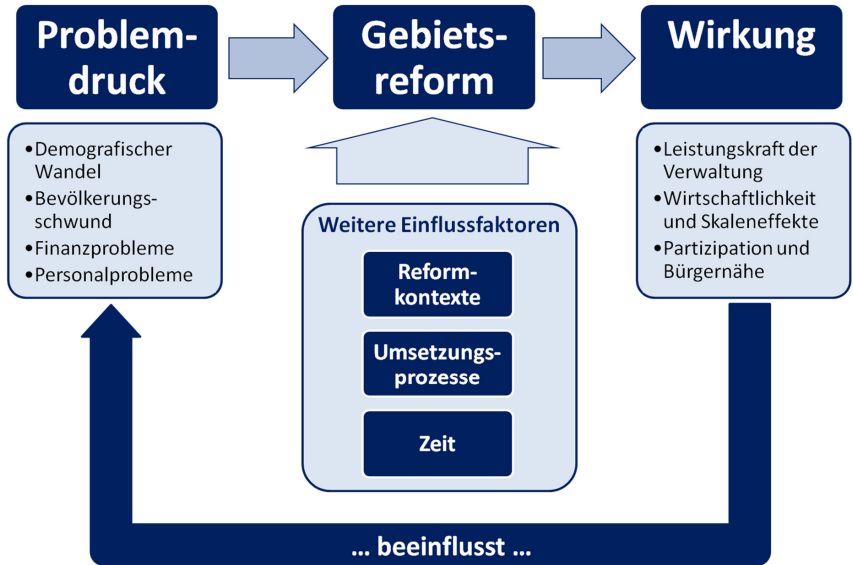 Problem-
druck
Gebiets-
reform
Wirkung
•Demografischer
Wandel
•Bevölkerungs-
schwund
•Finanzprobleme
•Personalprobleme
Weitere Einflussfaktoren
Reform-
kontexte
Umsetzungs-
prozesse
Zeit
•Leistungskraft der
Verwaltung
•Wirtschaftlichkeit
und Skaleneffekte
•Partizipation und
Bürgernähe
... beeinflusst ...